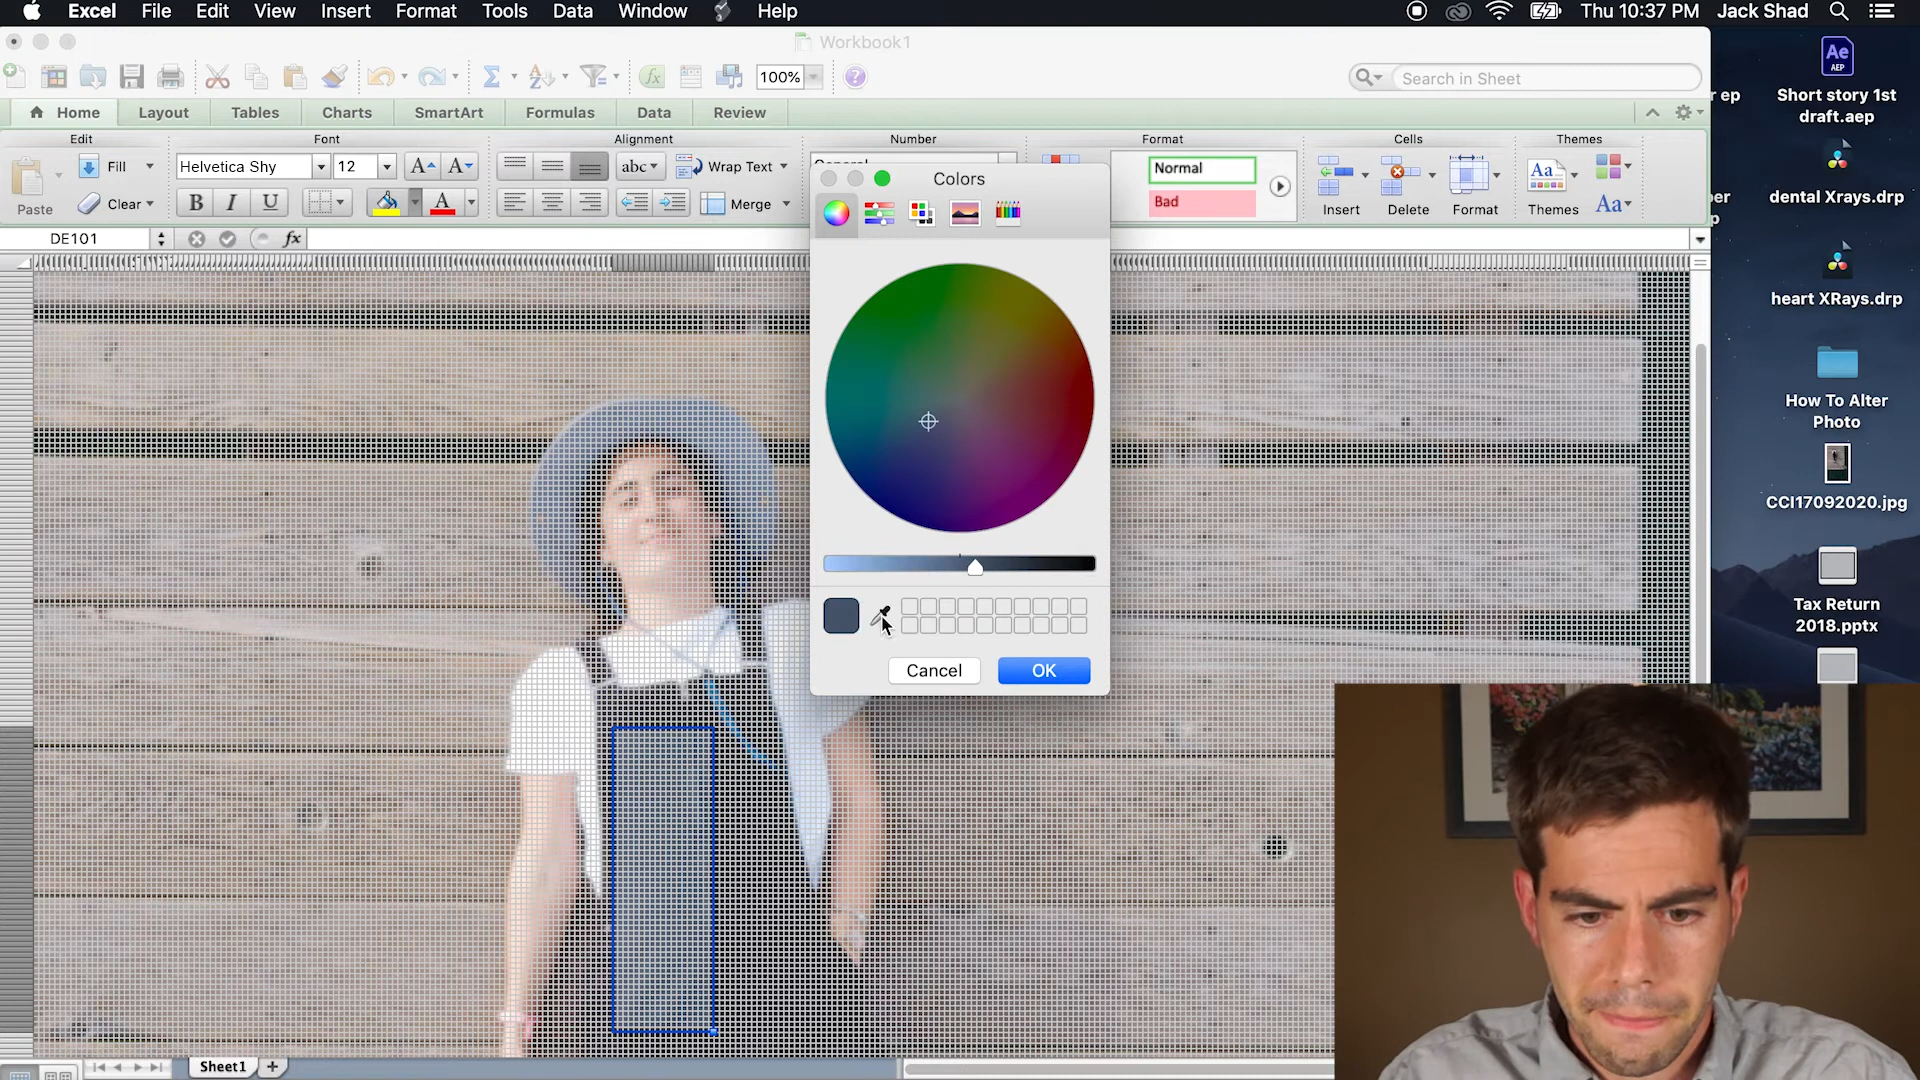 Excel File Edit View Insert Format Tools Data Window Help Thu 10:37 PM Jack Shad
Workbook1
100% ? Search in Sheet
Home Layout Tables Charts SmartArt Formulas Data Review
Edit Font Alignment Number Format Cells Themes
Fill Helvetica Shy 12 A A abc Wrap Text Normal Aa
Paste Clear B I U A Merge Bad Insert Delete Format Themes Aa
DE101 fx
Colors
Cancel OK
Sheet1 +
Ae
AEP
r ep
Short story 1st
draft.aep
dental Xrays.drp
per
p
heart XRays.drp
How To Alter
Photo
CCI17092020.jpg
Tax Return
2018.pptx